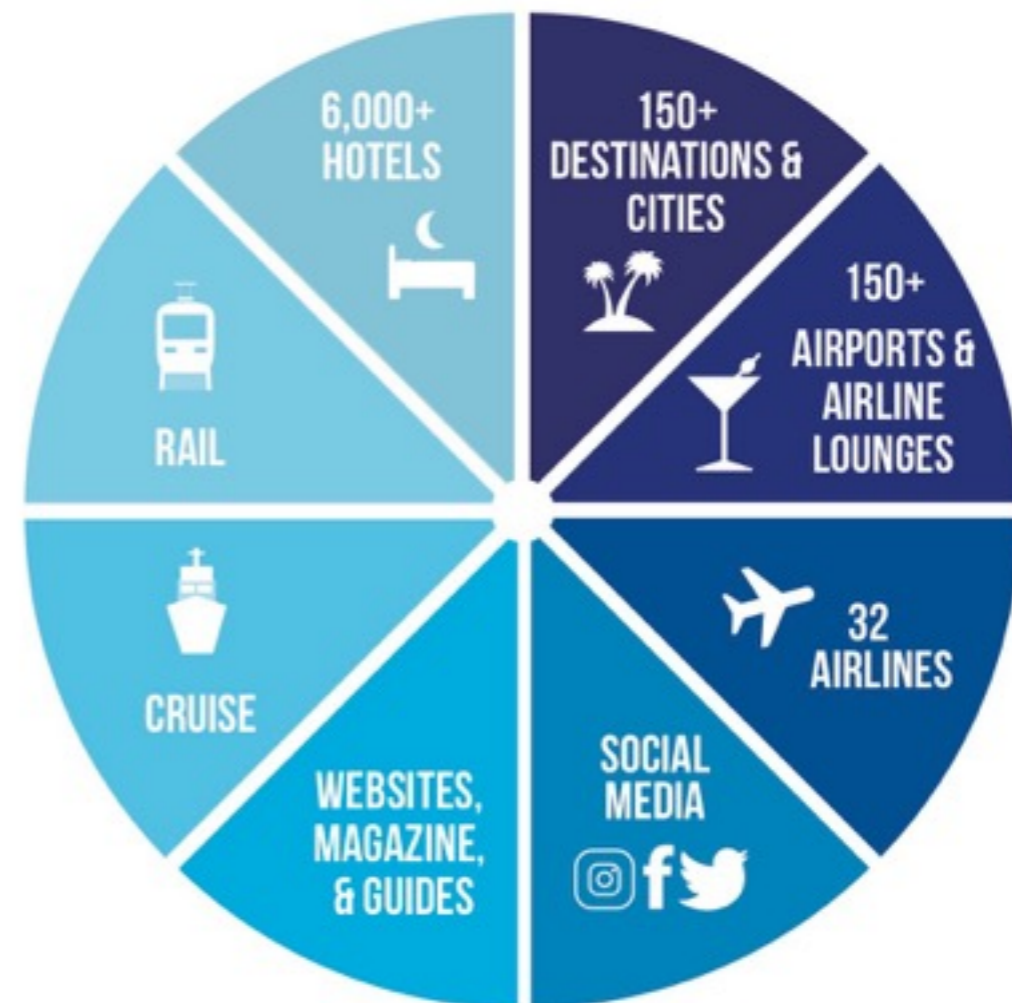 6,000+
HOTELS
150+
DESTINATIONS &
CITIES
150+
AIRPORTS &
AIRLINE
LOUNGES
32
AIRLINES
SOCIAL
MEDIA
WEBSITES,
MAGAZINE,
& GUIDES
CRUISE
RAIL